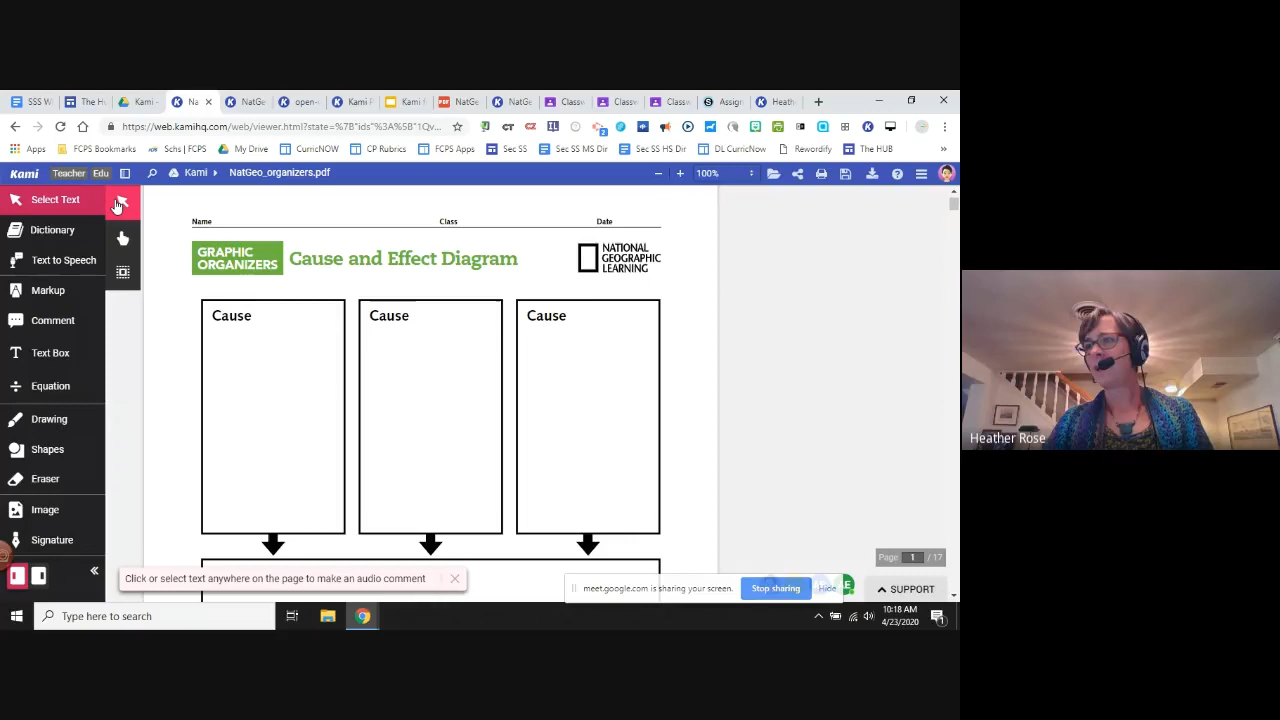 SSS W
The H
Kami -
Na
NatGe
open-
Kami P
Kami f
NatGe
NatGe
Classw
Classw
Classw
Assign
Heath
https://web.kamihq.com/web/viewer.html?state=%7B"ids"%3A%5B"1Qv...
Apps
FCPS Bookmarks
Schs | FCPS
My Drive
CurricNOW
CP Rubrics
FCPS Apps
Sec SS
Sec SS MS Dir
Sec SS HS Dir
DL CurricNow
Rewordify
The HUB
»
Kami
Teacher
Edu
Kami
NatGeo_organizers.pdf
100%
Select Text
Dictionary
Text to Speech
Markup
Comment
Text Box
Equation
Drawing
Shapes
Eraser
Image
Signature
Name
Class
Date
GRAPHIC
ORGANIZERS
Cause and Effect Diagram
NATIONAL
GEOGRAPHIC
LEARNING
Cause
Cause
Cause
Page 1 / 17
Click or select text anywhere on the page to make an audio comment
meet.google.com is sharing your screen.
Stop sharing
Hide
SUPPORT
Type here to search
10:18 AM
4/23/2020
Heather Rose